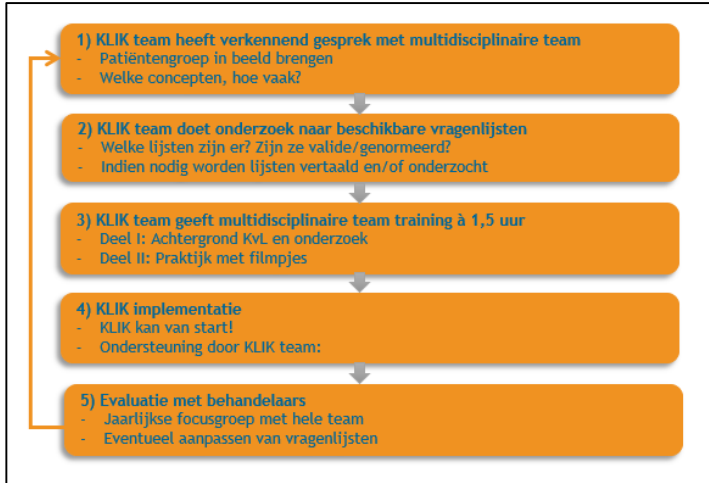 1) KLIK team heeft verkennend gesprek met multidisciplinaire team
- Patiëntengroep in beeld brengen
- Welke concepten, hoe vaak?
2) KLIK team doet onderzoek naar beschikbare vragenlijsten
- Welke lijsten zijn er? Zijn ze valide/genormeerd?
- Indien nodig worden lijsten vertaald en/of onderzocht
3) KLIK team geeft multidisciplinaire team training à 1,5 uur
- Deel I: Achtergrond KvL en onderzoek
- Deel II: Praktijk met filmpjes
4) KLIK implementatie
- KLIK kan van start!
- Ondersteuning door KLIK team:
5) Evaluatie met behandelaars
- Jaarlijkse focusgroep met hele team
- Eventueel aanpassen van vragenlijsten